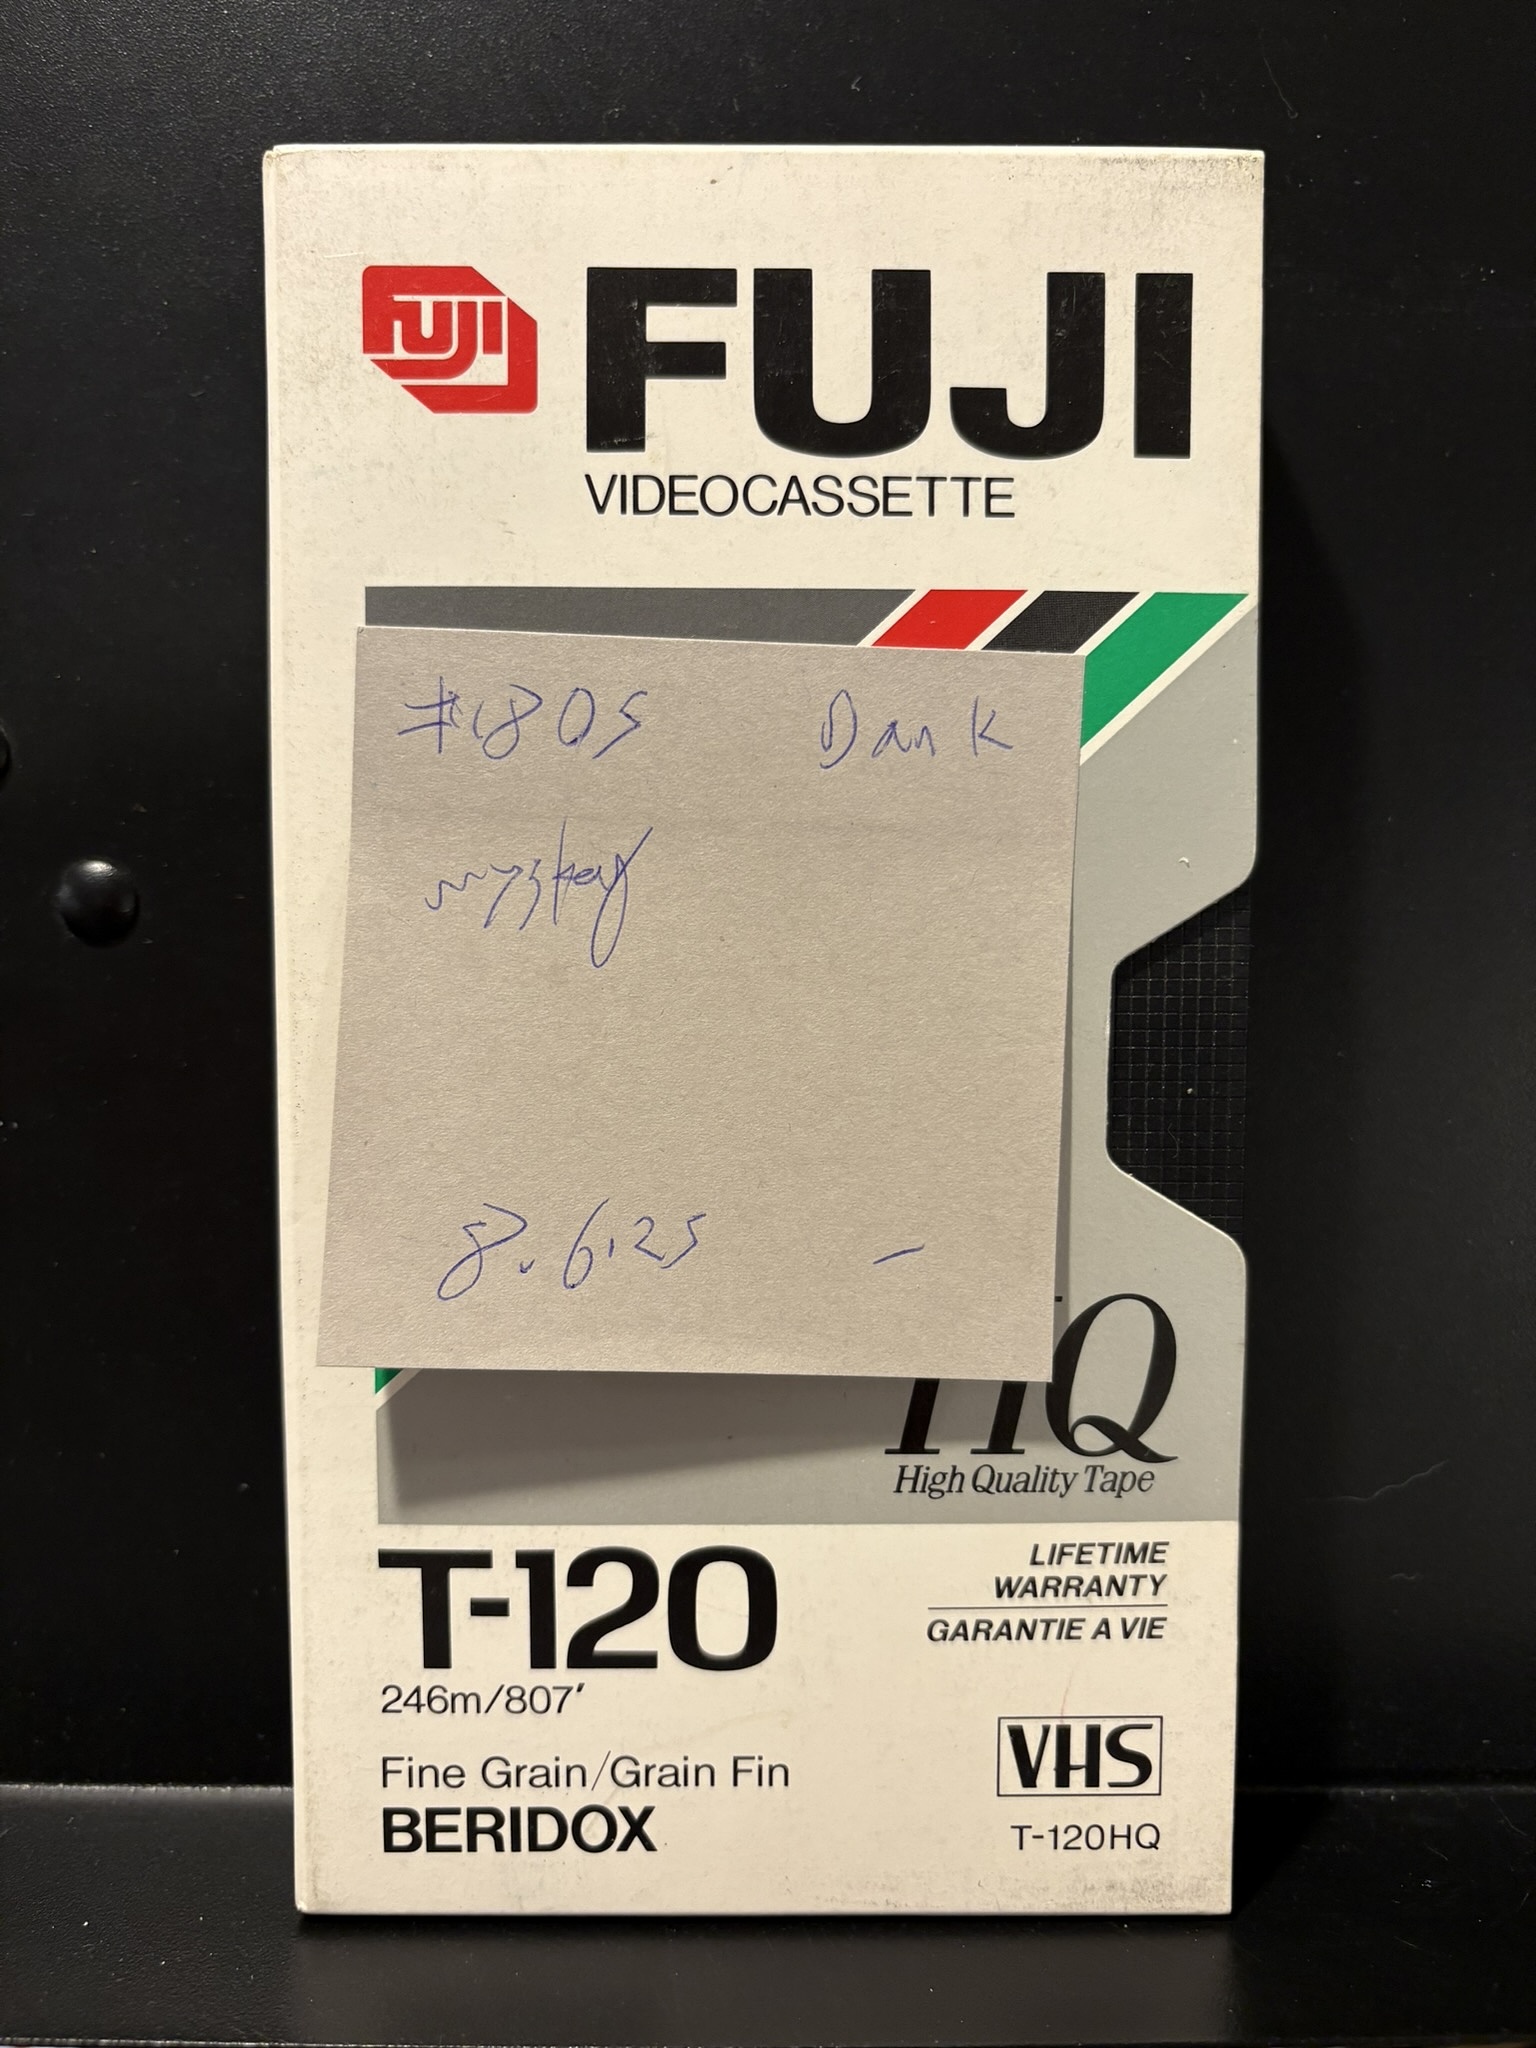 FUJI
FUJI
VIDEOCASSETTE
#1805 Dank
mystery
8.6.25 -
HQ
High Quality Tape
T-120
246m/807'
Fine Grain/Grain Fin
BERIDOX
LIFETIME
WARRANTY
GARANTIE A VIE
VHS
T-120HQ